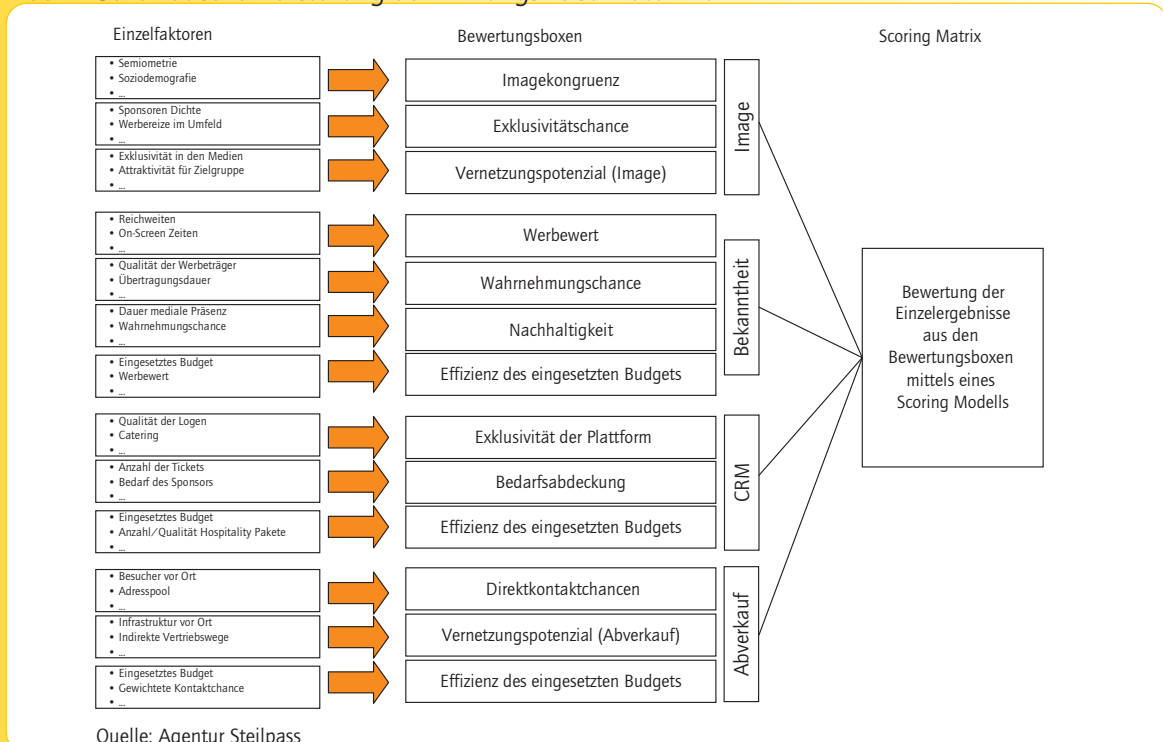 Einzelfaktoren
Bewertungsboxen
Scoring Matrix
• Semiometrie
• Soziodemografie
• ...
Imagekongruenz
• Sponsoren Dichte
• Werbereize im Umfeld
• ...
Exklusivitätschance
• Exklusivität in den Medien
• Attraktivität für Zielgruppe
• ...
Vernetzungspotenzial (Image)
Image
• Reichweiten
• On-Screen Zeiten
• ...
Werbewert
• Qualität der Werbeträger
• Übertragungsdauer
• ...
Wahrnehmungschance
• Dauer mediale Präsenz
• Wahrnehmungschance
• ...
Nachhaltigkeit
• Eingesetztes Budget
• Werbewert
• ...
Effizienz des eingesetzten Budgets
Bekanntheit
• Qualität der Logen
• Catering
• ...
Exklusivität der Plattform
• Anzahl der Tickets
• Bedarf des Sponsors
• ...
Bedarfsabdeckung
• Eingesetztes Budget
• Anzahl/Qualität Hospitality Pakete
• ...
Effizienz des eingesetzten Budgets
CRM
• Besucher vor Ort
• Adresspool
• ...
Direktkontaktchancen
• Infrastruktur vor Ort
• Indirekte Vertriebswege
• ...
Vernetzungspotenzial (Abverkauf)
• Eingesetztes Budget
• Gewichtete Kontaktchance
• ...
Effizienz des eingesetzten Budgets
Abverkauf
Bewertung der
Einzelergebnisse
aus den
Bewertungsboxen
mittels eines
Scoring Modells
Quelle: Agentur Steilpass